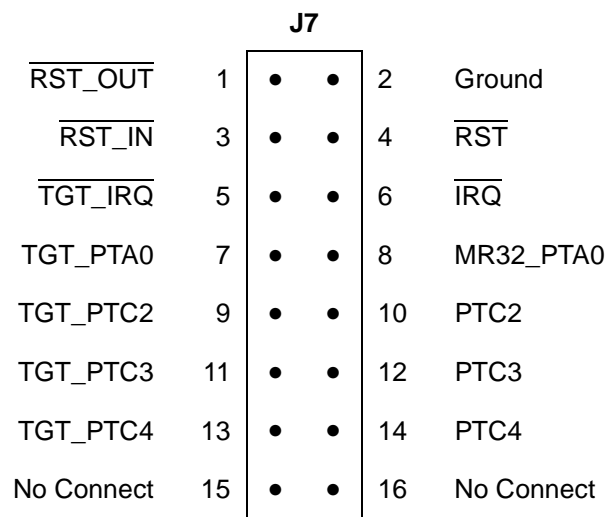 J7
RST_OUT 1 2 Ground
RST_IN 3 4 RST
TGT_IRQ 5 6 IRQ
TGT_PTA0 7 8 MR32_PTA0
TGT_PTC2 9 10 PTC2
TGT_PTC3 11 12 PTC3
TGT_PTC4 13 14 PTC4
No Connect 15 16 No Connect